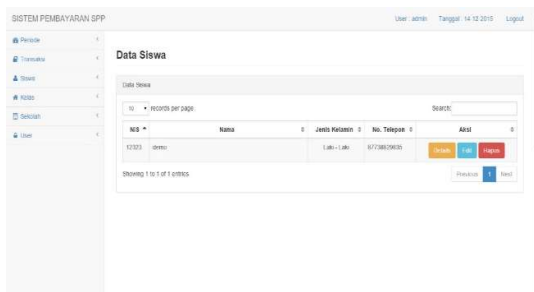 SISTEM PEMBAYARAN SPP
User : admin Tanggal : 14-12-2015 Logout
Periode
Transaksi
Siswa
Kelas
Sekolah
User
Data Siswa
Data Siswa
10 records per page
Search:
NIS Nama Jenis Kelamin No. Telepon Aksi
12323 demo Laki - Laki Details Edit Hapus
Showing 1 to 1 of 1 entries
Previous 1 Next